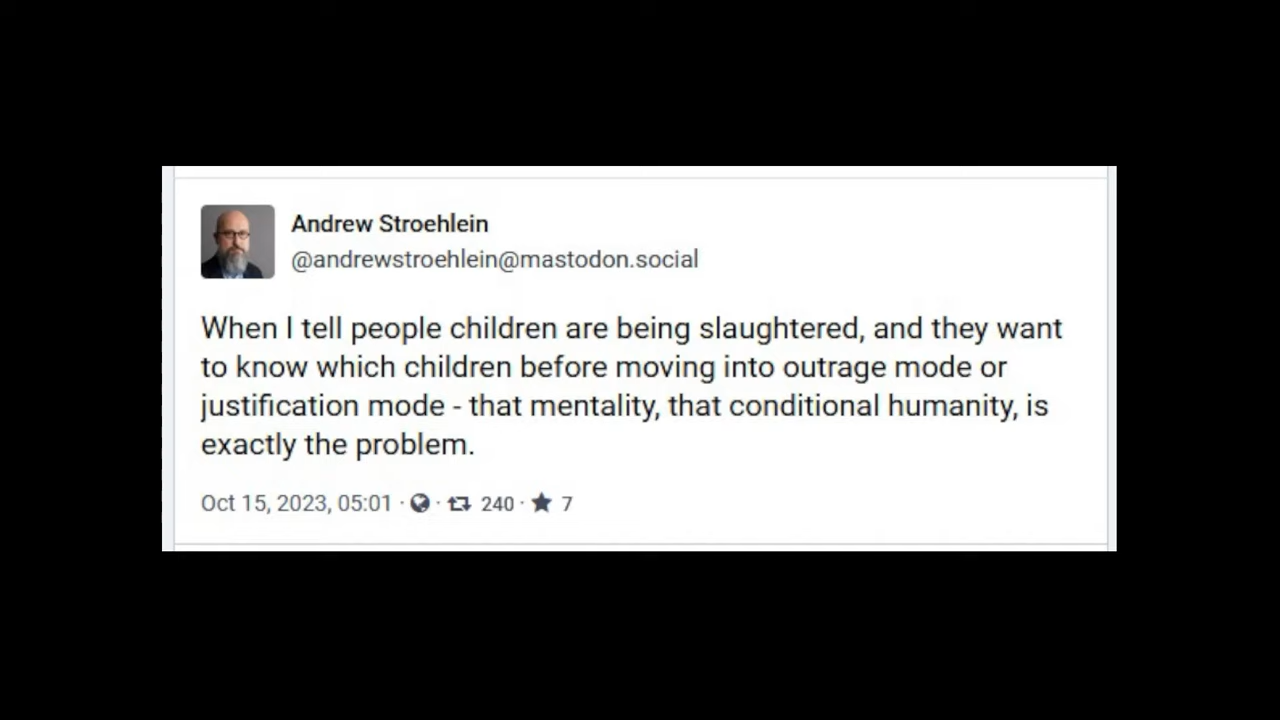 Andrew Stroehlein
@andrewstroehlein@mastodon.social
When I tell people children are being slaughtered, and they want
to know which children before moving into outrage mode or
justification mode - that mentality, that conditional humanity, is
exactly the problem.
Oct 15, 2023, 05:01 · · 240 · 7